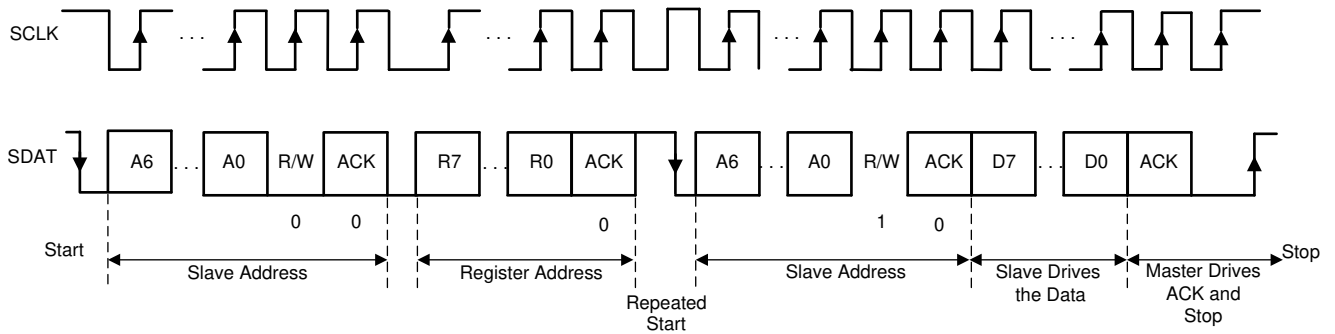 SCLK
. . . . . . . . . . . .
SDAT
A6 . . . A0 R/W ACK R7 . . . R0 ACK A6 . . . A0 R/W ACK D7 . . . D0 ACK
0 0 0 1 0
Start
Stop
Slave Address
Register Address
Repeated
Start
Slave Address
Slave Drives
the Data
Master Drives
ACK and
Stop